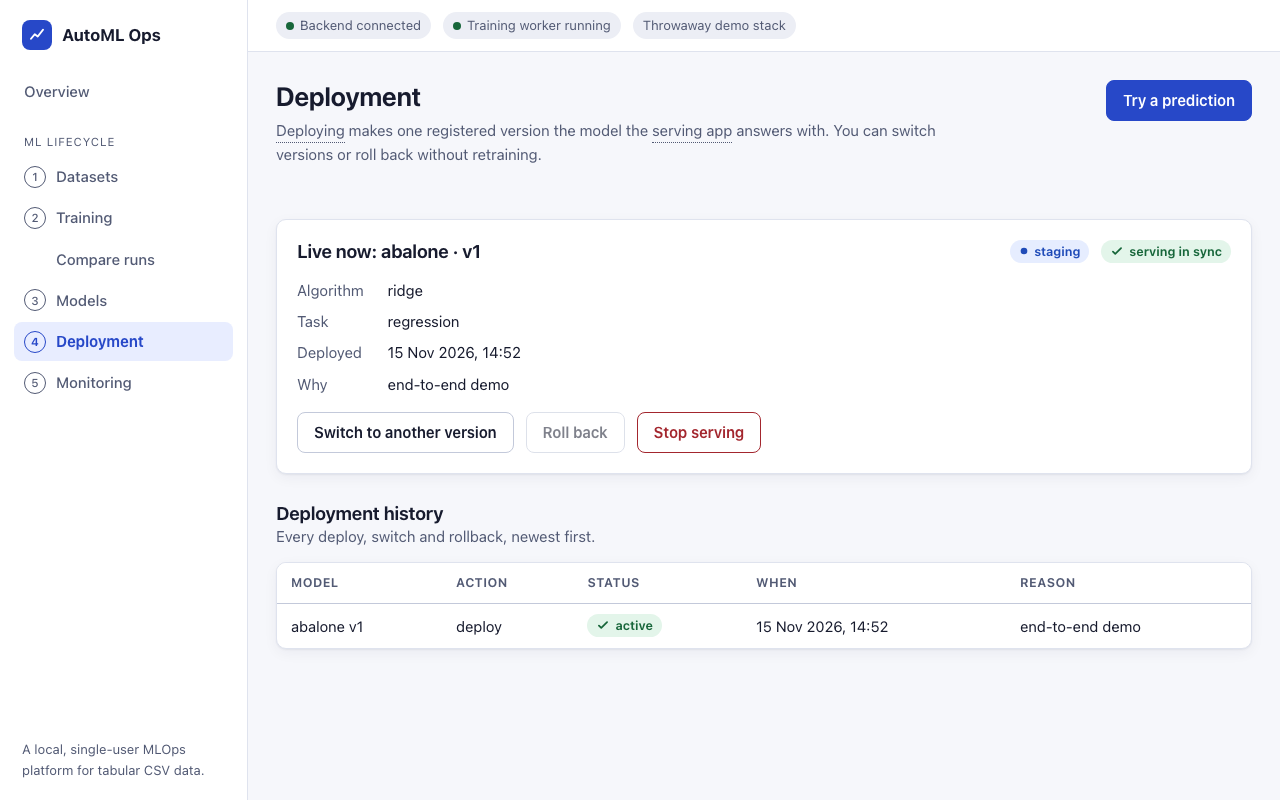 AutoML Ops
Overview
ML LIFECYCLE
1 Datasets
2 Training
Compare runs
3 Models
4 Deployment
5 Monitoring
A local, single-user MLOps
platform for tabular CSV data.
Backend connected
Training worker running
Throwaway demo stack
Deployment
Try a prediction
Deploying makes one registered version the model the serving app answers with. You can switch
versions or roll back without retraining.
Live now: abalone · v1
staging
serving in sync
Algorithm ridge
Task regression
Deployed 15 Nov 2026, 14:52
Why end-to-end demo
Switch to another version
Roll back
Stop serving
Deployment history
Every deploy, switch and rollback, newest first.
MODEL ACTION STATUS WHEN REASON
abalone v1 deploy active 15 Nov 2026, 14:52 end-to-end demo